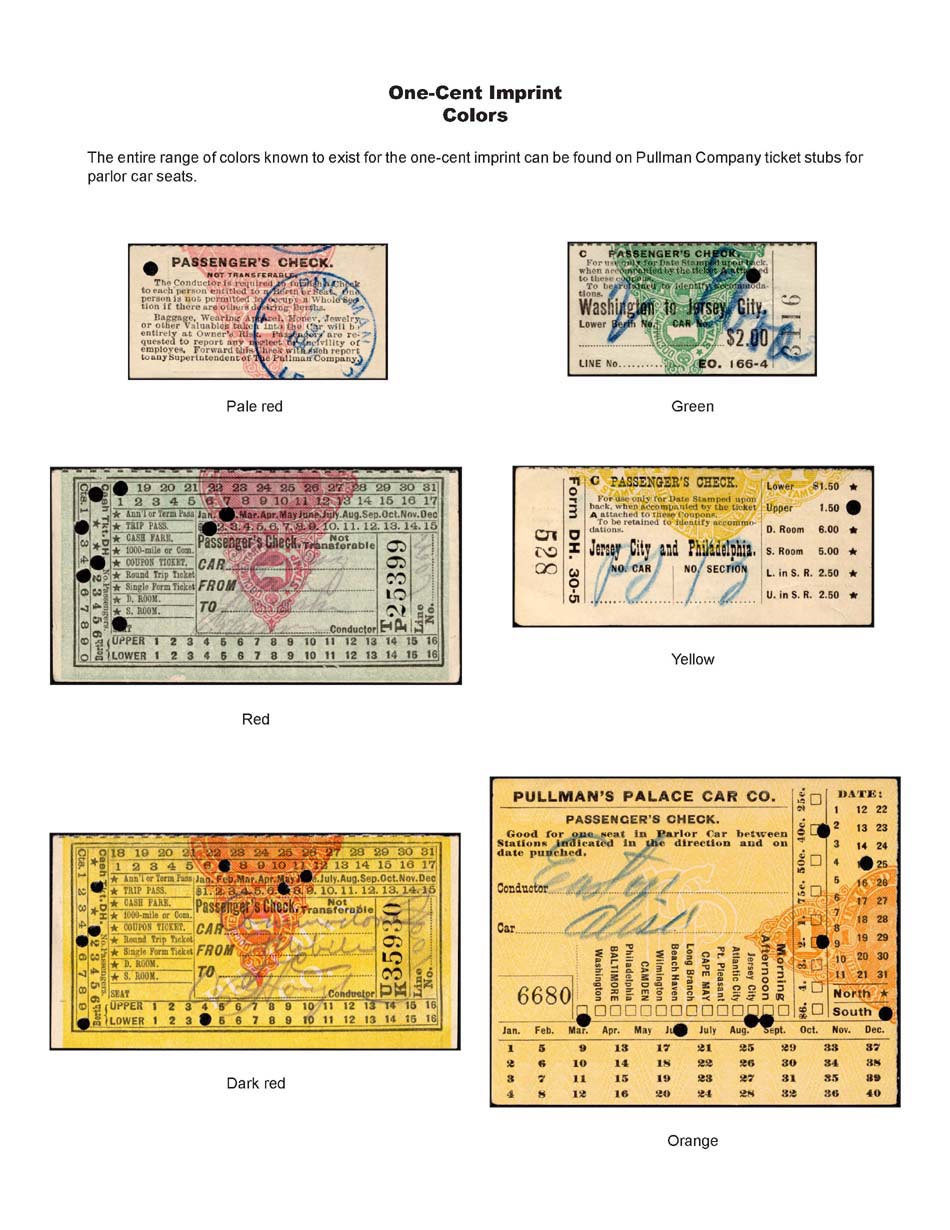 One-Cent Imprint
Colors
The entire range of colors known to exist for the one-cent imprint can be found on Pullman Company ticket stubs for
parlor car seats.
PASSENGER'S CHECK.
NOT TRANSFERABLE.
The Conductor is required to furnish Check
to each person entitled to a Berth or Seat. One
person is not permitted to occupy a Whole Sec-
tion if there are others desiring Berths.
Baggage, Wearing Apparel, Money, Jewelry
or other Valuables taken into the Car will be
entirely at Owner's Risk. Passengers are re-
quested to report any neglect or incivility of
employes. Forward this Check with such report
to any Superintendent of The Pullman Company.
Pale red
C PASSENGER'S CHECK.
For use only for Date Stamped upon back,
when accompanied by the ticket A attached
to these coupons.
To be retained to identify accommoda-
tions.
Washington to Jersey City.
Lower Berth No. CAR No.
$2.00
LINE No.......... EO. 166-4
Green
Cash Tkt. DH.
Cts.
19 20 21 22 23 24 25 26 27 28 29 30 31
1 2 3 4 5 6 7 8 9 10 11 12 13 14 15 16 17
★ Ann'l or Term Pass Jan. Mar. Apr. May June. July. Aug. Sep. Oct. Nov. Dec
★ TRIP PASS. 2. 3. 4. 5. 6. 7. 8. 9. 10. 11. 12. 13. 14. 15
★ CASH FARE.
★ 1000-mile or Com.
★ COUPON TICKET.
★ Round Trip Ticket
★ Single Form Ticket
★ D. ROOM.
★ S. ROOM.
Passenger's Check. Not Transferable
CAR
FROM
TO
Conductor
T P25399
Line No.
No. Passengers.
Berth
UPPER 1 2 3 4 5 6 7 8 9 10 11 12 13 14 15 16
LOWER 1 2 3 4 5 6 7 8 9 10 11 12 13 14 15 16
Red
528
Form DH. 30-5
C PASSENGER'S CHECK.
For use only for Date Stamped upon
back, when accompanied by the ticket
A attached to these Coupons.
To be retained to identify accommo-
dations.
Jersey City and Philadelphia.
NO. CAR NO. SECTION
Lower $1.50 ★
Upper 1.50
D. Room 6.00 ★
S. Room 5.00 ★
L. in S. R. 2.50 ★
U. in S. R. 2.50 ★
Yellow
Cash Tkt. DH.
Cts.
18 19 20 21 22 23 24 25 26 27 28 29 30 31
1 2 3 4 5 6 8 9 10 11 12 13 14 15 16 17
★ Ann'l or Term Pass Jan. Feb. Mar. Apr. May. July. Aug. Sep. Oct. Nov. Dec
★ TRIP PASS. 1. 2. 3. 4. 5. 6. 8. 9. 10. 11. 12. 13. 14. 15
★ CASH FARE.
★ 1000-mile or Com.
★ COUPON TICKET.
★ Round Trip Ticket
★ Single Form Ticket
★ D. ROOM.
★ S. ROOM.
SEAT
Passenger's Check. Not Transferable
CAR
FROM
TO
Conductor
U K35930
Line No.
No. Passengers.
Berth
UPPER 1 2 3 4 5 6 7 8 9 10 11 12 13 14 15 16
LOWER 1 2 3 5 6 7 8 9 10 11 12 13 14 15 16
Dark red
PULLMAN'S PALACE CAR CO.
PASSENGER'S CHECK.
Good for one seat in Parlor Car between
Stations indicated in the direction and on
date punched.
Conductor
Car
6680
Washington
BALTIMORE
Philadelphia
CAMDEN
Wilmington
Beach Haven
Long Branch
CAPE MAY
Pt. Pleasant
Atlantic City
Jersey City
Afternoon
Morning
25c.
40c.
50c.
75c.
1.
2.
3.
4.
$6.
DATE:
1 12 22
2 13 23
3 14 24
4 25
5 16 26
6 17 27
7 18 28
9 19 29
10 20 30
11 21 31
North ★
South
Jan. Feb. Mar. Apr. May July Aug. Sept. Oct. Nov. Dec.
1 5 9 13 17 21 25 29 33 37
2 6 10 14 18 22 26 30 34 38
3 7 11 15 19 23 27 31 35 39
4 8 12 16 20 24 28 32 36 40
Orange